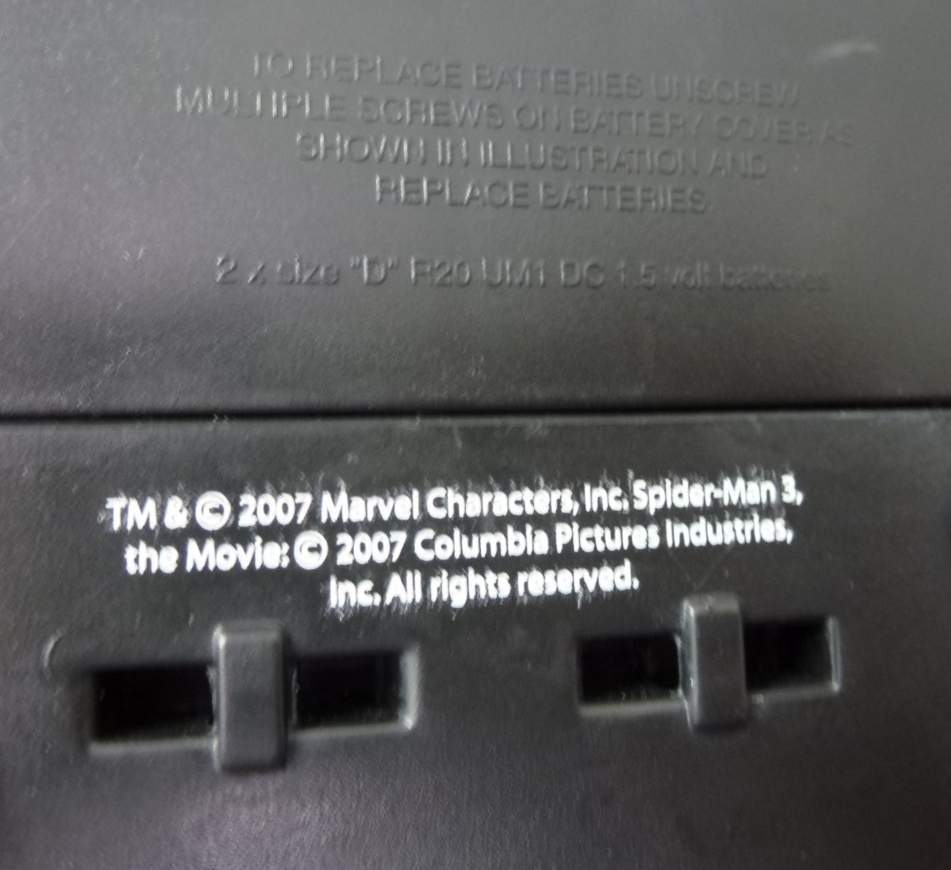 TO REPLACE BATTERIES UNSCREW
MULTIPLE SCREWS ON BATTERY COVER AS
SHOWN IN ILLUSTRATION AND
REPLACE BATTERIES
2 x size "D" R20 UM1 DC 1.5 volt batteries
TM & © 2007 Marvel Characters, Inc. Spider-Man 3,
the Movie: © 2007 Columbia Pictures Industries,
Inc. All rights reserved.